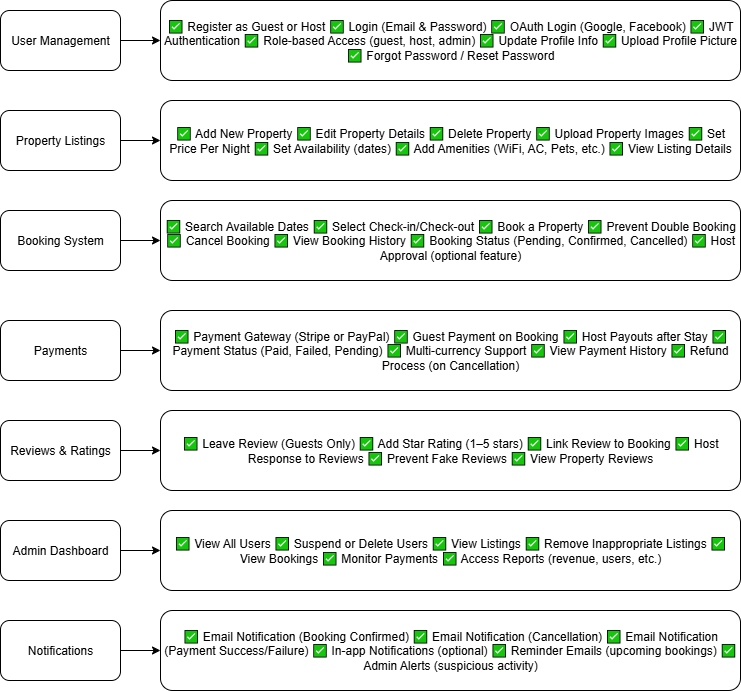 User Management
✅ Register as Guest or Host ✅ Login (Email & Password) ✅ OAuth Login (Google, Facebook) ✅ JWT
Authentication ✅ Role-based Access (guest, host, admin) ✅ Update Profile Info ✅ Upload Profile Picture
✅ Forgot Password / Reset Password
Property Listings
✅ Add New Property ✅ Edit Property Details ✅ Delete Property ✅ Upload Property Images ✅ Set
Price Per Night ✅ Set Availability (dates) ✅ Add Amenities (WiFi, AC, Pets, etc.) ✅ View Listing Details
Booking System
✅ Search Available Dates ✅ Select Check-in/Check-out ✅ Book a Property ✅ Prevent Double Booking
✅ Cancel Booking ✅ View Booking History ✅ Booking Status (Pending, Confirmed, Cancelled) ✅ Host
Approval (optional feature)
Payments
✅ Payment Gateway (Stripe or PayPal) ✅ Guest Payment on Booking ✅ Host Payouts after Stay ✅
Payment Status (Paid, Failed, Pending) ✅ Multi-currency Support ✅ View Payment History ✅ Refund
Process (on Cancellation)
Reviews & Ratings
✅ Leave Review (Guests Only) ✅ Add Star Rating (1–5 stars) ✅ Link Review to Booking ✅ Host
Response to Reviews ✅ Prevent Fake Reviews ✅ View Property Reviews
Admin Dashboard
✅ View All Users ✅ Suspend or Delete Users ✅ View Listings ✅ Remove Inappropriate Listings ✅
View Bookings ✅ Monitor Payments ✅ Access Reports (revenue, users, etc.)
Notifications
✅ Email Notification (Booking Confirmed) ✅ Email Notification (Cancellation) ✅ Email Notification
(Payment Success/Failure) ✅ In-app Notifications (optional) ✅ Reminder Emails (upcoming bookings) ✅
Admin Alerts (suspicious activity)